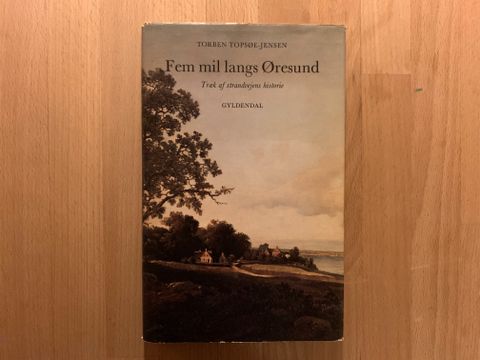 TORBEN TOPSØE-JENSEN
Fem mil langs Øresund
Træk af strandvejens historie
GYLDENDAL